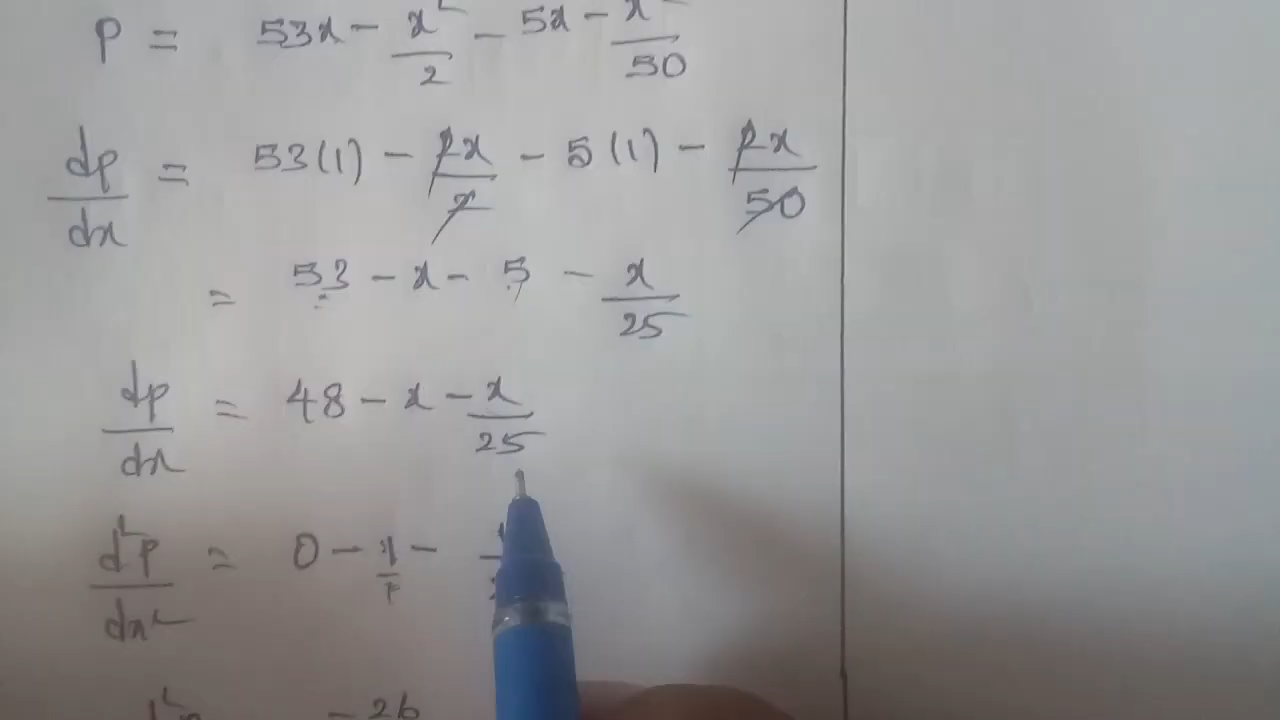 P = 53x - x²/2 - 5x - x²/50
dp/dx = 53(1) - 2x/2 - 5(1) - 2x/50
= 53 - x - 5 - x/25
dp/dx = 48 - x - x/25
d²p/dx² = 0 - 1/1 -
-26